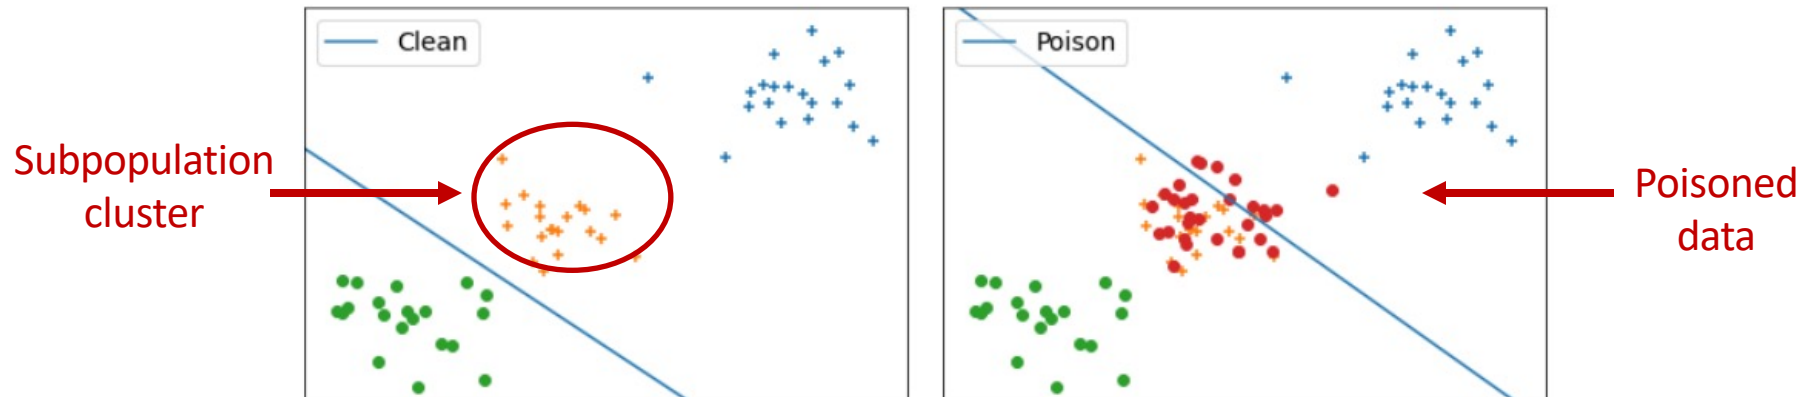 Clean
Poison
Subpopulation
cluster
Poisoned
data